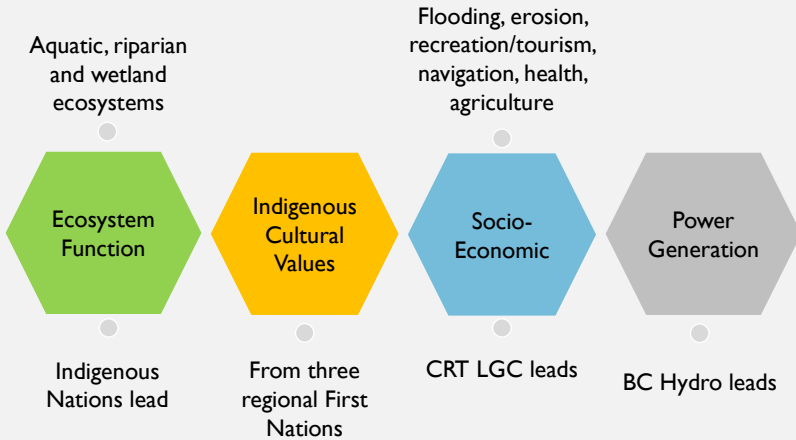 Aquatic, riparian
and wetland
ecosystems
Flooding, erosion,
recreation/tourism,
navigation, health,
agriculture
Ecosystem
Function
Indigenous
Cultural
Values
Socio-
Economic
Power
Generation
Indigenous
Nations lead
From three
regional First
Nations
CRT LGC leads
BC Hydro leads